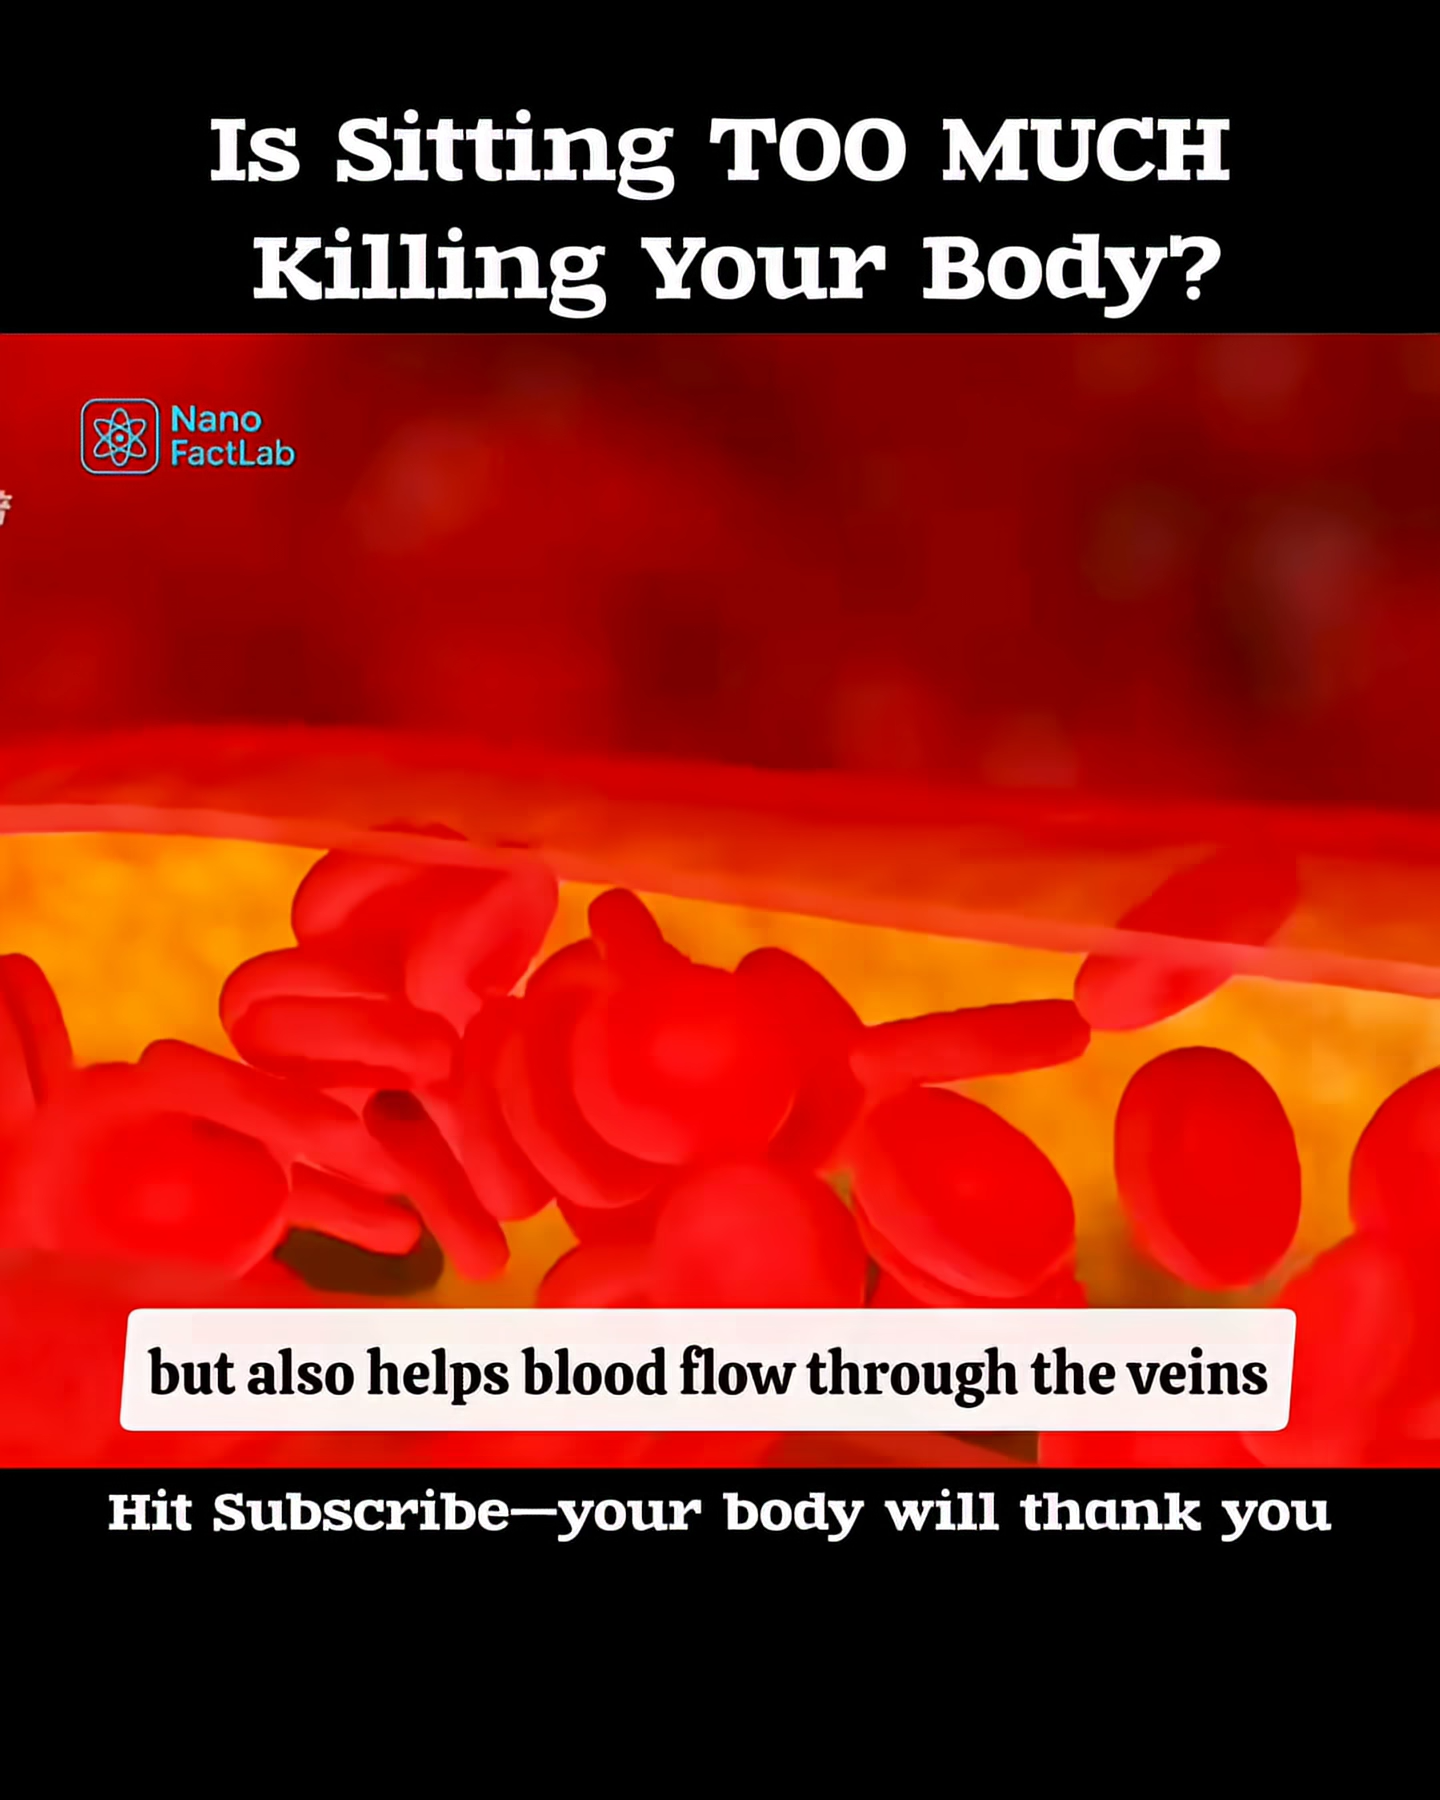 Is Sitting TOO MUCH
Killing Your Body?
Nano
FactLab
but also helps blood flow through the veins
Hit Subscribe—your body will thank you